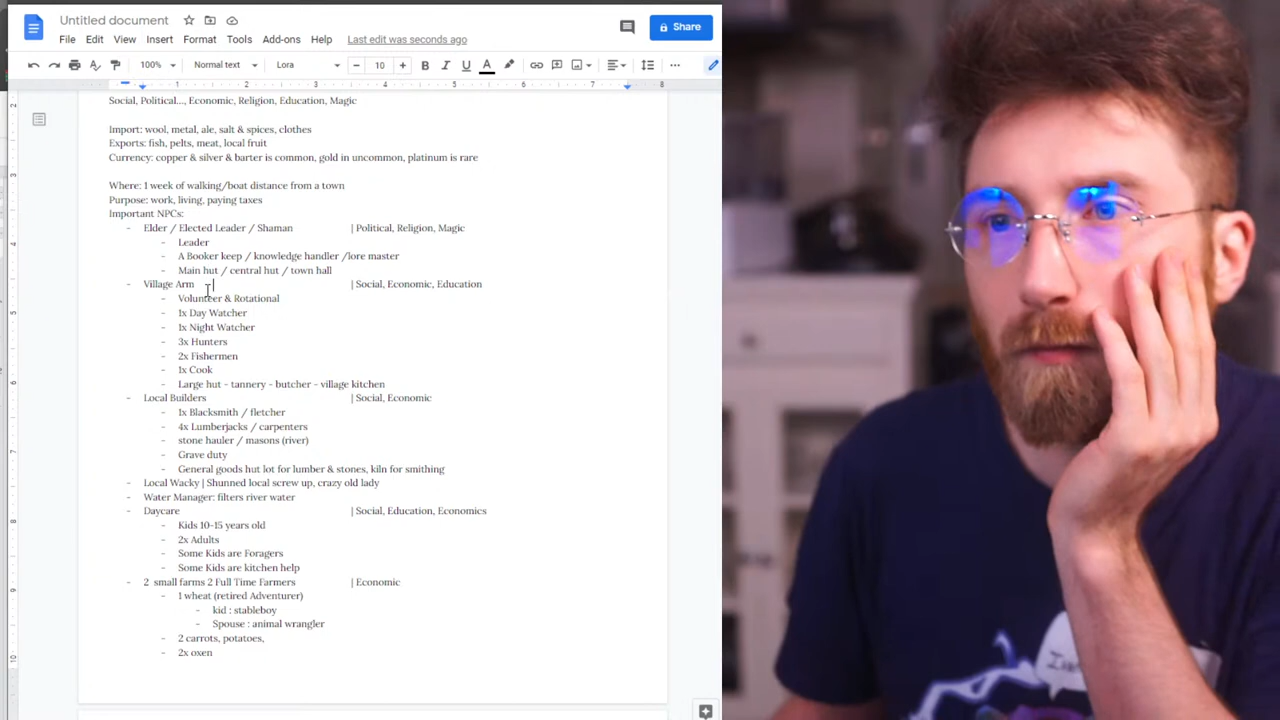 Untitled document
File Edit View Insert Format Tools Add-ons Help Last edit was seconds ago
Share
100% Normal text Lora 10 B I U A
1 2 3 4 5 6 7 8
Social, Political..., Economic, Religion, Education, Magic
Import: wool, metal, ale, salt & spices, clothes
Exports: fish, pelts, meat, local fruit
Currency: copper & silver & barter is common, gold in uncommon, platinum is rare
Where: 1 week of walking/boat distance from a town
Purpose: work, living, paying taxes
Important NPCs:
- Elder / Elected Leader / Shaman | Political, Religion, Magic
- Leader
- A Booker keep / knowledge handler /lore master
- Main hut / central hut / town hall
- Village Arm | Social, Economic, Education
- Volunteer & Rotational
- 1x Day Watcher
- 1x Night Watcher
- 3x Hunters
- 2x Fishermen
- 1x Cook
- Large hut - tannery - butcher - village kitchen
- Local Builders | Social, Economic
- 1x Blacksmith / fletcher
- 4x Lumberjacks / carpenters
- stone hauler / masons (river)
- Grave duty
- General goods hut lot for lumber & stones, kiln for smithing
- Local Wacky | Shunned local screw up, crazy old lady
- Water Manager: filters river water
- Daycare | Social, Education, Economics
- Kids 10-15 years old
- 2x Adults
- Some Kids are Foragers
- Some Kids are kitchen help
- 2 small farms 2 Full Time Farmers | Economic
- 1 wheat (retired Adventurer)
- kid : stableboy
- Spouse : animal wrangler
- 2 carrots, potatoes,
- 2x oxen